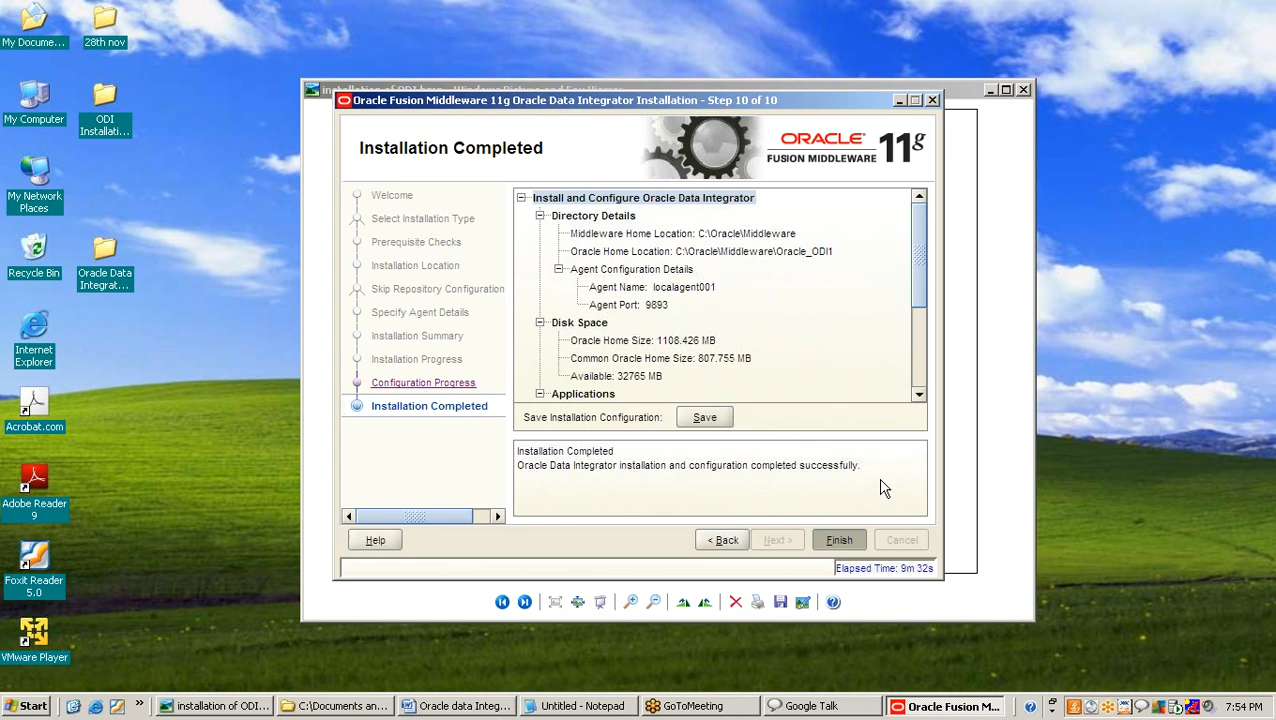 My Docume...
28th nov
My Computer
ODI
Installati...
My Network
Places
Recycle Bin
Oracle Data
Integrat...
Internet
Explorer
Acrobat.com
Adobe Reader
9
Foxit Reader
5.0
VMware Player
Oracle Fusion Middleware 11g Oracle Data Integrator Installation - Step 10 of 10
Installation Completed
ORACLE
FUSION MIDDLEWARE 11g
Welcome
Select Installation Type
Prerequisite Checks
Installation Location
Skip Repository Configuration
Specify Agent Details
Installation Summary
Installation Progress
Configuration Progress
Installation Completed
Install and Configure Oracle Data Integrator
Directory Details
Middleware Home Location: C:\Oracle\Middleware
Oracle Home Location: C:\Oracle\Middleware\Oracle_ODI1
Agent Configuration Details
Agent Name: localagent001
Agent Port: 9893
Disk Space
Oracle Home Size: 1108.426 MB
Common Oracle Home Size: 807.755 MB
Available: 32765 MB
Applications
Save Installation Configuration: Save
Installation Completed
Oracle Data Integrator installation and configuration completed successfully.
Help < Back Next > Finish Cancel
Elapsed Time: 9m 32s
Start installation of ODI... C:\Documents an... Oracle data Integ... Untitled - Notepad GoToMeeting Google Talk Oracle Fusion M... 7:54 PM